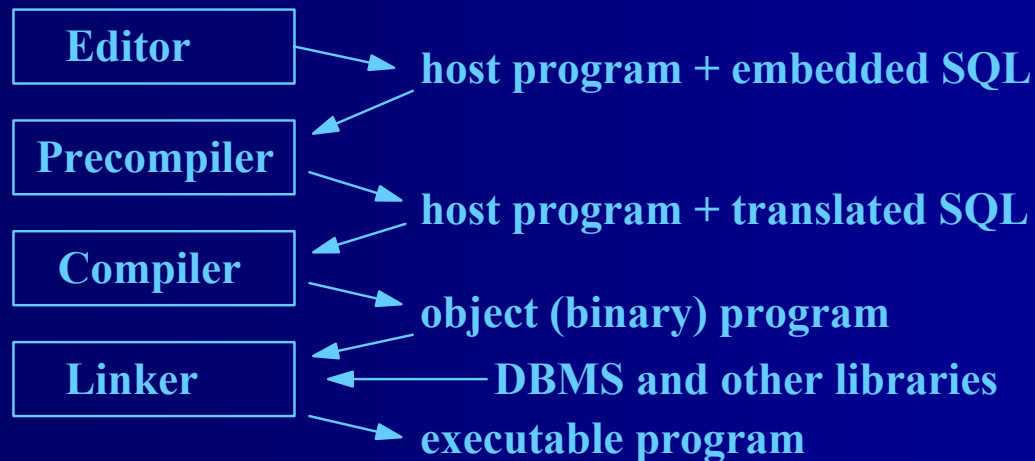 Editor
host program + embedded SQL
Precompiler
host program + translated SQL
Compiler
object (binary) program
Linker
DBMS and other libraries
executable program